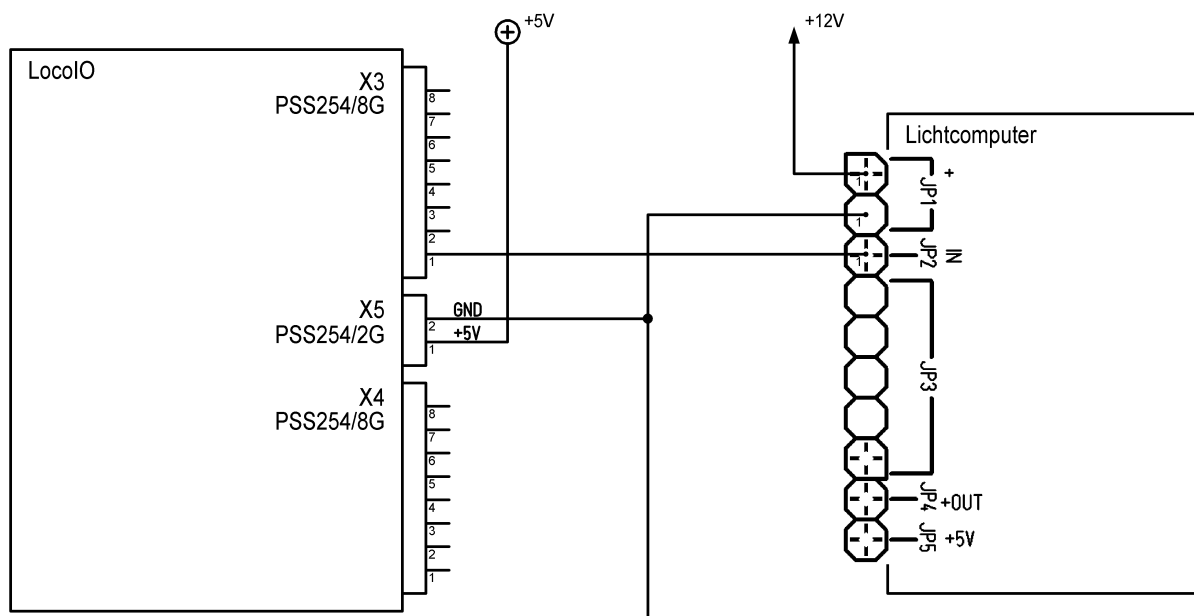 +5V
+12V
LocoIO
X3
PSS254/8G
8
7
6
5
4
3
2
1
X5
PSS254/2G
GND
2
+5V
1
X4
PSS254/8G
8
7
6
5
4
3
2
1
Lichtcomputer
1
+
JP1
1
1
JP2
IN
JP3
JP4
+OUT
JP5
+5V